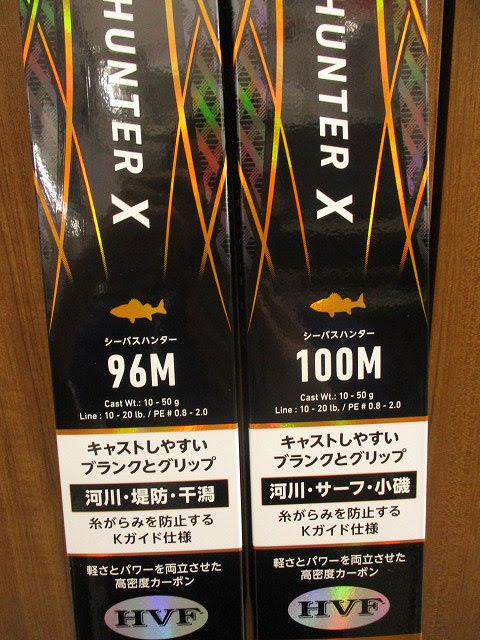 HUNTER X
シーバスハンター
96M
Cast Wt.: 10 - 50 g
Line : 10 - 20 lb. / PE # 0.8 - 2.0
キャストしやすい
ブランクとグリップ
河川・堤防・干潟
糸がらみを防止する
Kガイド仕様
軽さとパワーを両立させた
高密度カーボン
HVF
HUNTER X
シーバスハンター
100M
Cast Wt.: 10 - 50 g
Line : 10 - 20 lb. / PE # 0.8 - 2.0
キャストしやすい
ブランクとグリップ
河川・サーフ・小磯
糸がらみを防止する
Kガイド仕様
軽さとパワーを両立させた
高密度カーボン
HVF